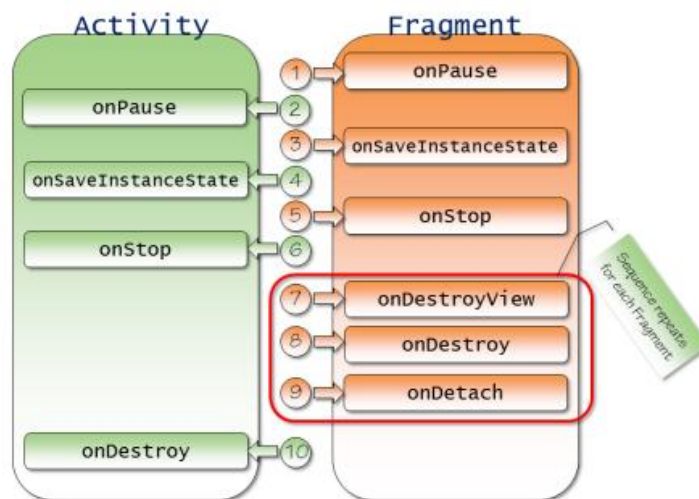 Activity
Fragment
1
onPause
onPause
2
3
onSaveInstanceState
onSaveInstanceState
4
5
onStop
onStop
6
7
onDestroyView
8
onDestroy
9
onDetach
onDestroy
10
Sequence repeate
for each Fragment